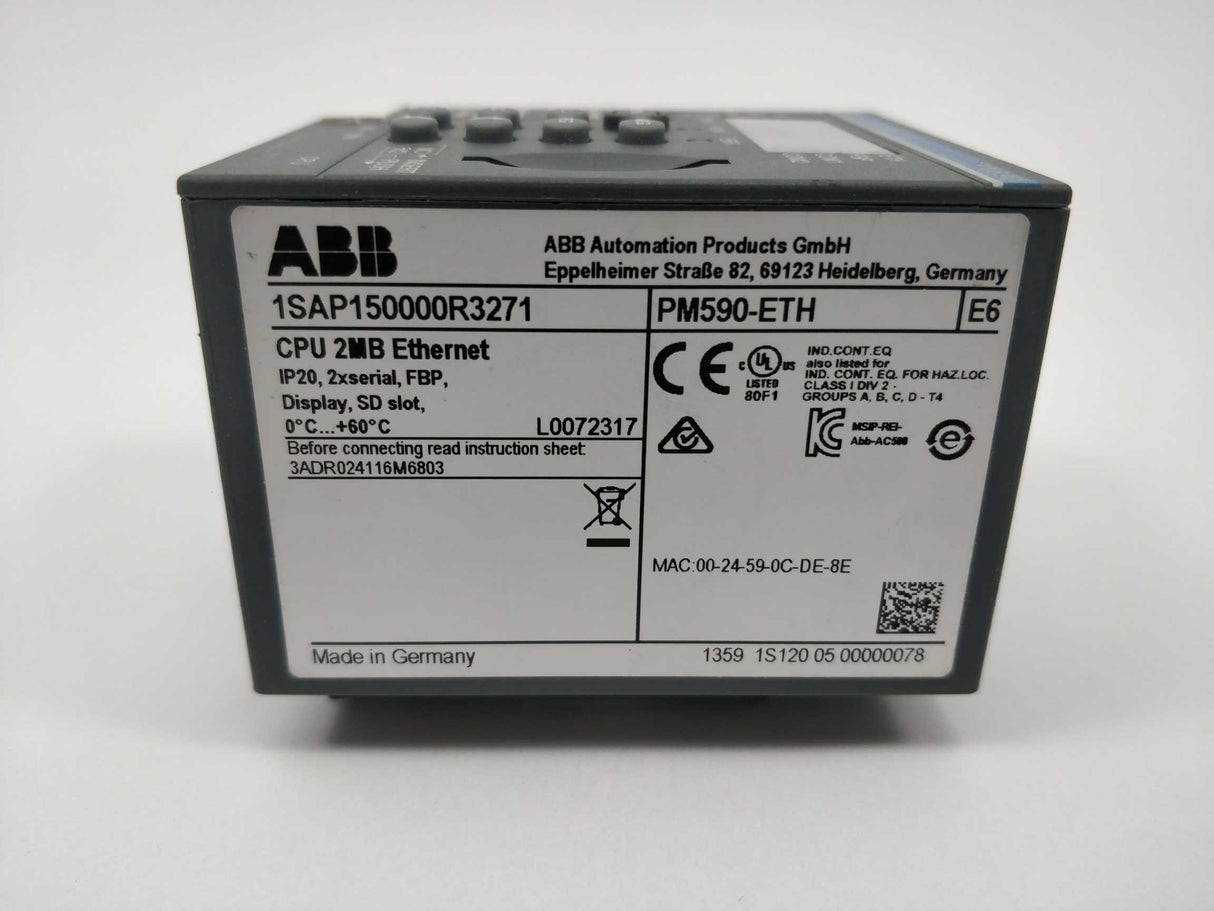 ABB
ABB Automation Products GmbH
Eppelheimer Straße 82, 69123 Heidelberg, Germany
1SAP150000R3271
PM590-ETH
E6
CPU 2MB Ethernet
IP20, 2xserial, FBP,
Display, SD slot,
0°C...+60°C
L0072317
Before connecting read instruction sheet:
3ADR024116M6803
CE
C UL US
LISTED
80F1
IND.CONT.EQ
also listed for
IND. CONT. EQ. FOR HAZ.LOC.
CLASS I DIV 2 -
GROUPS A, B, C, D - T4
MSIP-REI-
Abb-AC500
MAC:00-24-59-0C-DE-8E
Made in Germany
1359 1S120 05 00000078